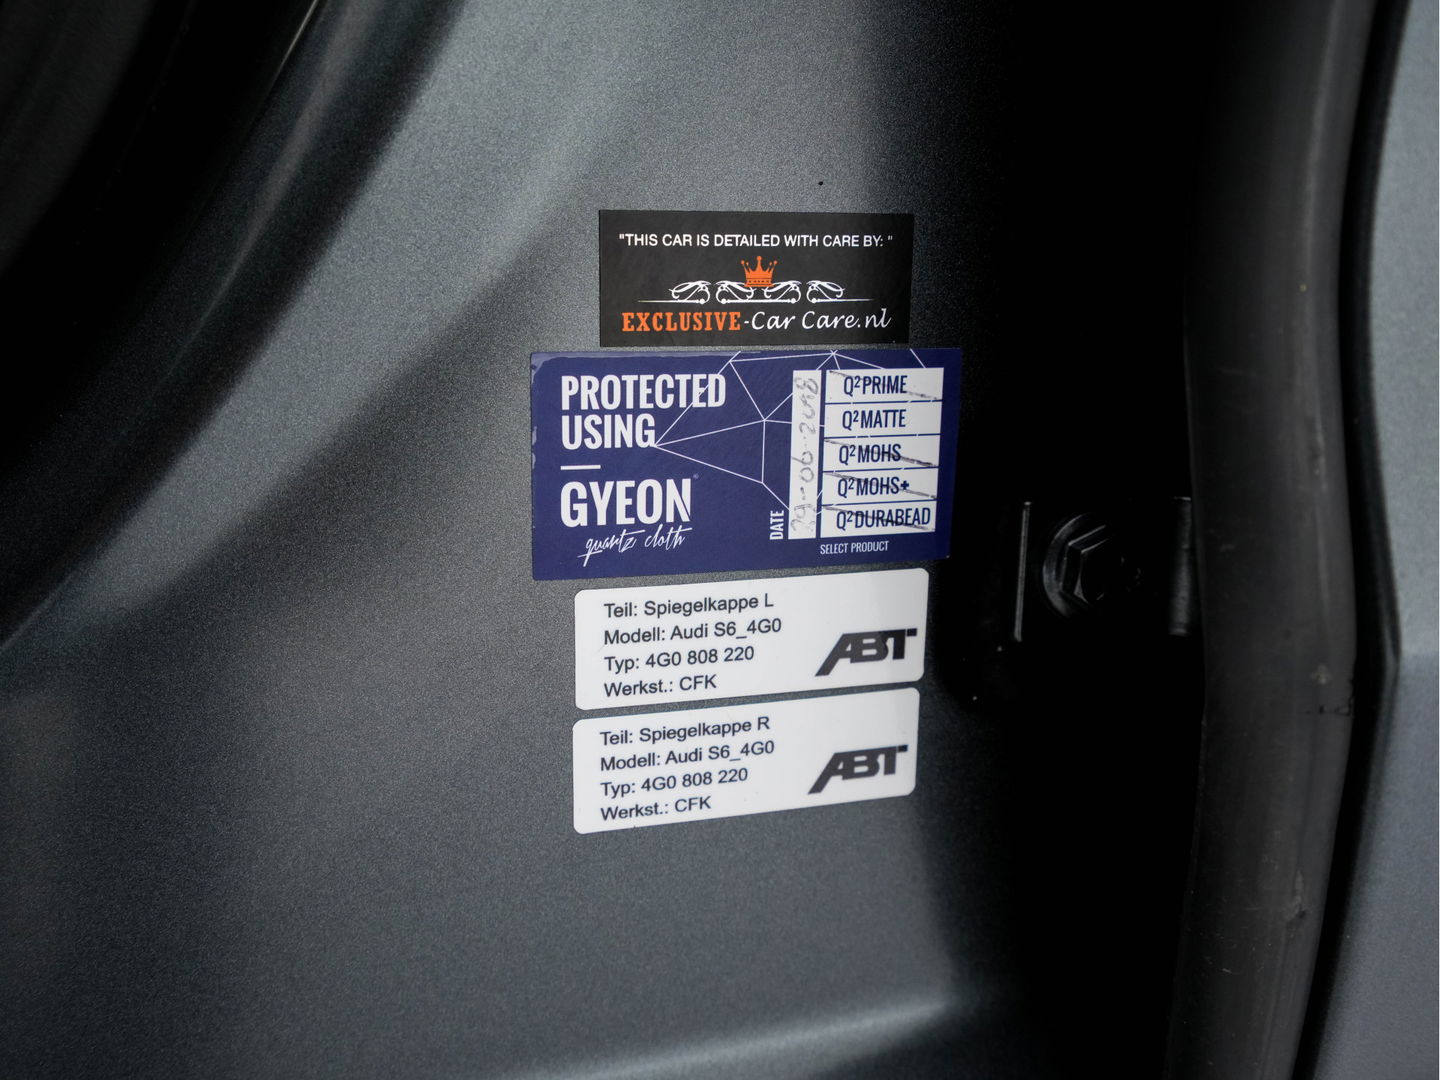 "THIS CAR IS DETAILED WITH CARE BY: "
EXCLUSIVE-Car Care.nl
PROTECTED
USING
GYEON
quartz cloth
DATE
Q²PRIME
Q²MATTE
Q²MOHS
Q²MOHS+
Q²DURABEAD
SELECT PRODUCT
Teil: Spiegelkappe L
Modell: Audi S6_4G0
Typ: 4G0 808 220
Werkst.: CFK
ABT
Teil: Spiegelkappe R
Modell: Audi S6_4G0
Typ: 4G0 808 220
Werkst.: CFK
ABT